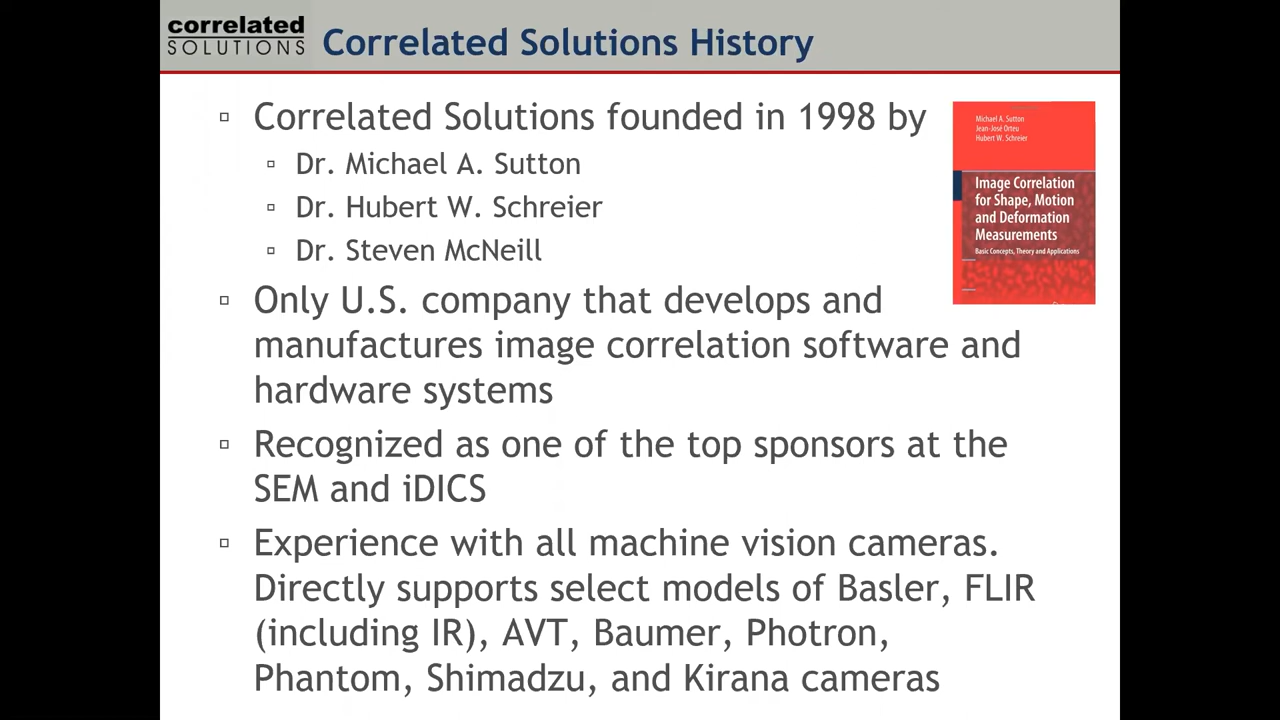 correlated
SOLUTIONS
Correlated Solutions History
▫ Correlated Solutions founded in 1998 by
▫ Dr. Michael A. Sutton
▫ Dr. Hubert W. Schreier
▫ Dr. Steven McNeill
▫ Only U.S. company that develops and
manufactures image correlation software and
hardware systems
▫ Recognized as one of the top sponsors at the
SEM and iDICS
▫ Experience with all machine vision cameras.
Directly supports select models of Basler, FLIR
(including IR), AVT, Baumer, Photron,
Phantom, Shimadzu, and Kirana cameras
Michael A. Sutton
Jean-José Orteu
Hubert W. Schreier
Image Correlation
for Shape, Motion
and Deformation
Measurements
Basic Concepts, Theory and Applications